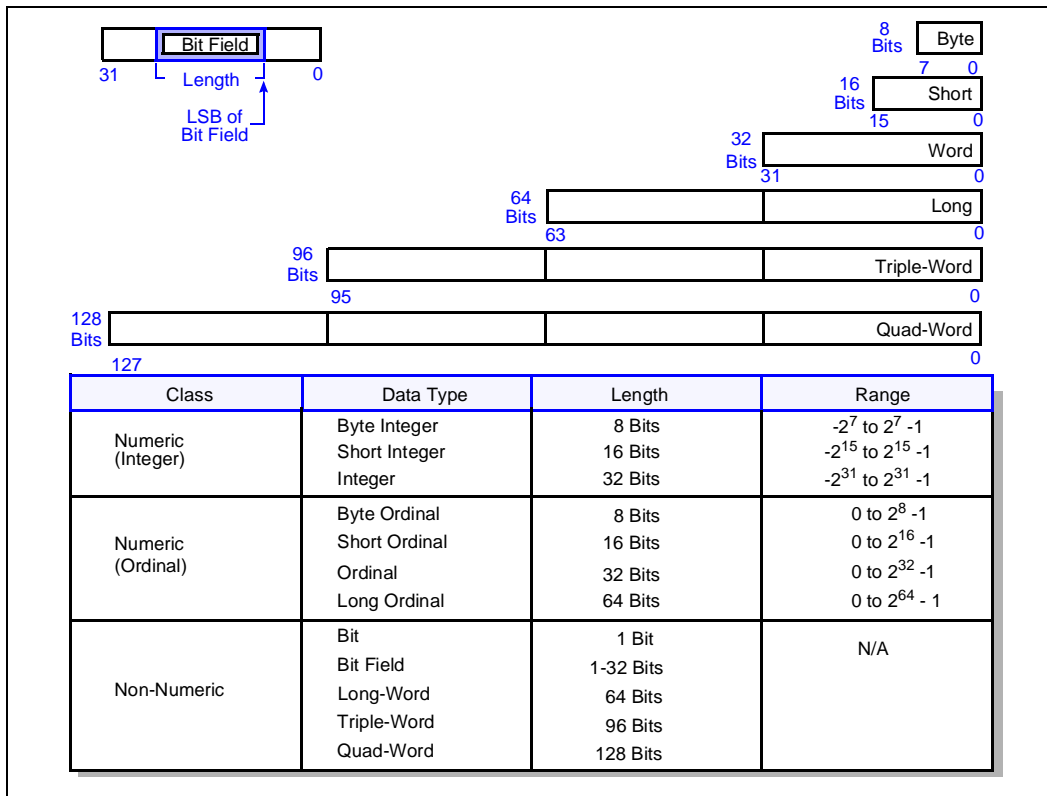 Bit Field
31 Length 0
LSB of
Bit Field
8
Bits Byte
7 0
16
Bits Short
15 0
32
Bits Word
31 0
64
Bits Long
63 0
96
Bits Triple-Word
95 0
128
Bits Quad-Word
127 0
Class Data Type Length Range
Numeric
(Integer)
Byte Integer 8 Bits -2^7 to 2^7 -1
Short Integer 16 Bits -2^15 to 2^15 -1
Integer 32 Bits -2^31 to 2^31 -1
Numeric
(Ordinal)
Byte Ordinal 8 Bits 0 to 2^8 -1
Short Ordinal 16 Bits 0 to 2^16 -1
Ordinal 32 Bits 0 to 2^32 -1
Long Ordinal 64 Bits 0 to 2^64 - 1
Non-Numeric
Bit 1 Bit N/A
Bit Field 1-32 Bits
Long-Word 64 Bits
Triple-Word 96 Bits
Quad-Word 128 Bits